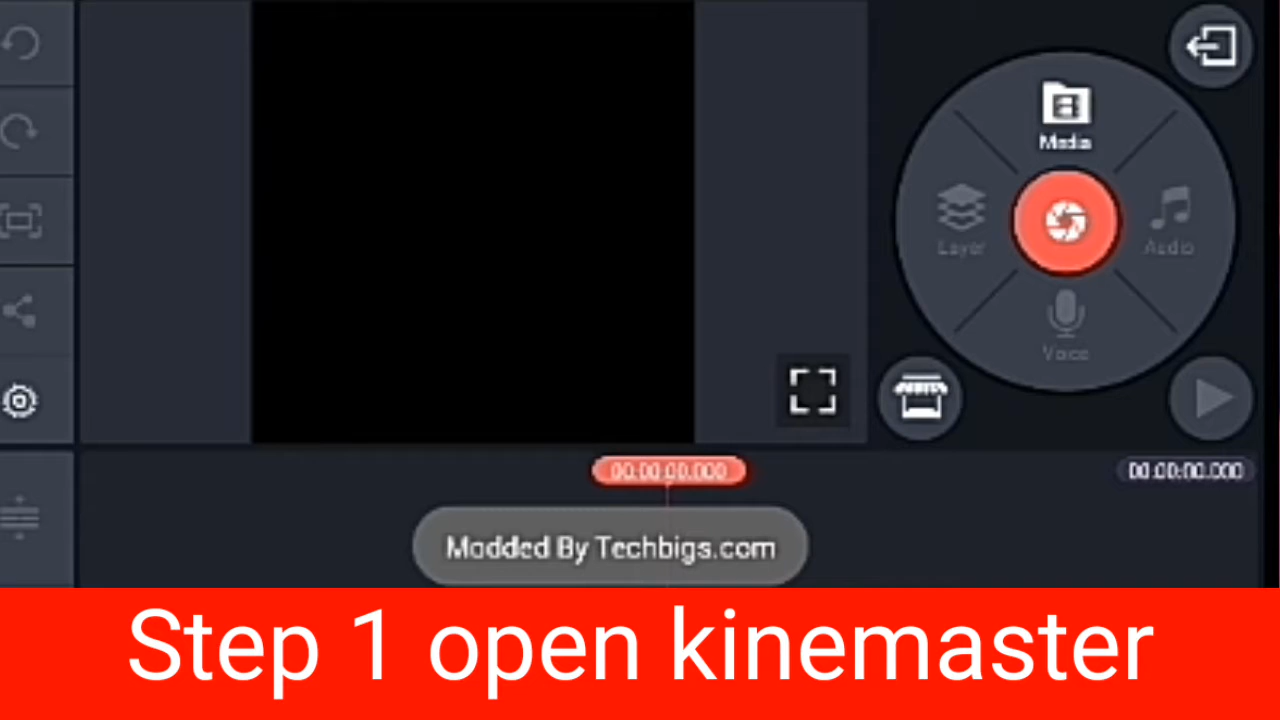 Media
Layer
Audio
Voice
00:00:00.000
00:00:00.000
Modded By Techbigs.com
Step 1 open kinemaster